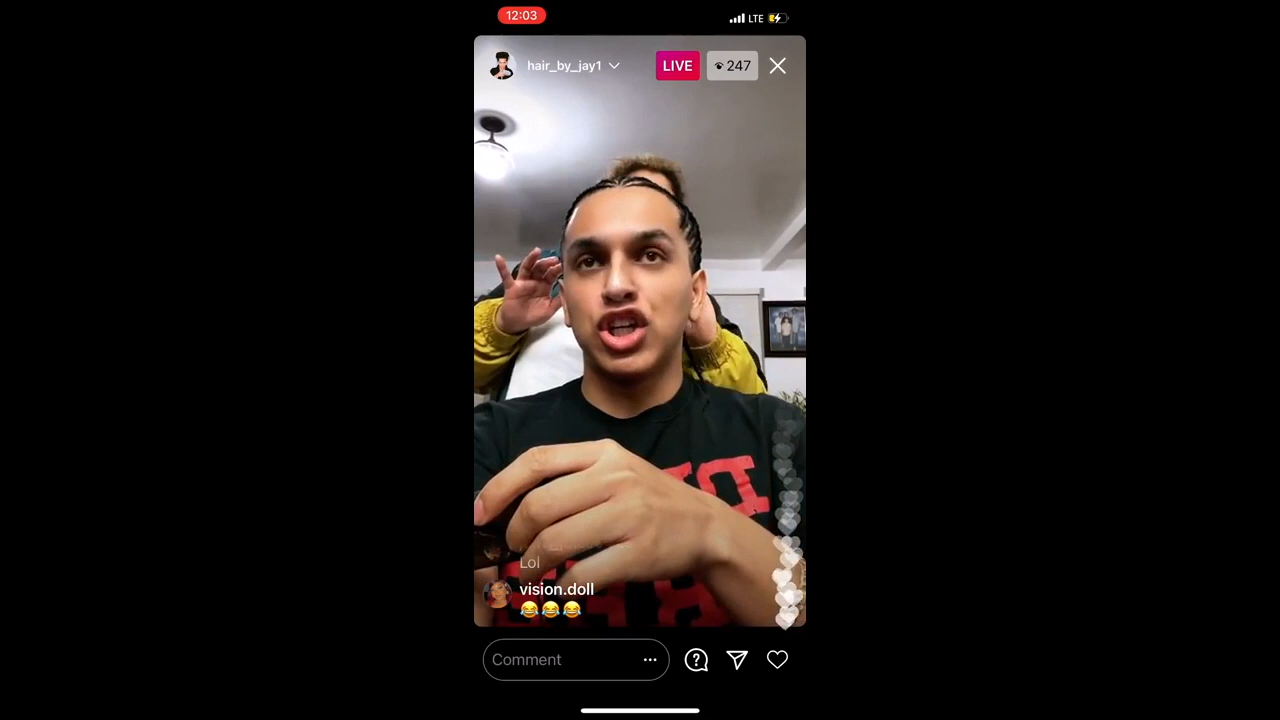 12:03
LTE
hair_by_jay1
LIVE
247
Lol
vision.doll
😂😂😂
Comment